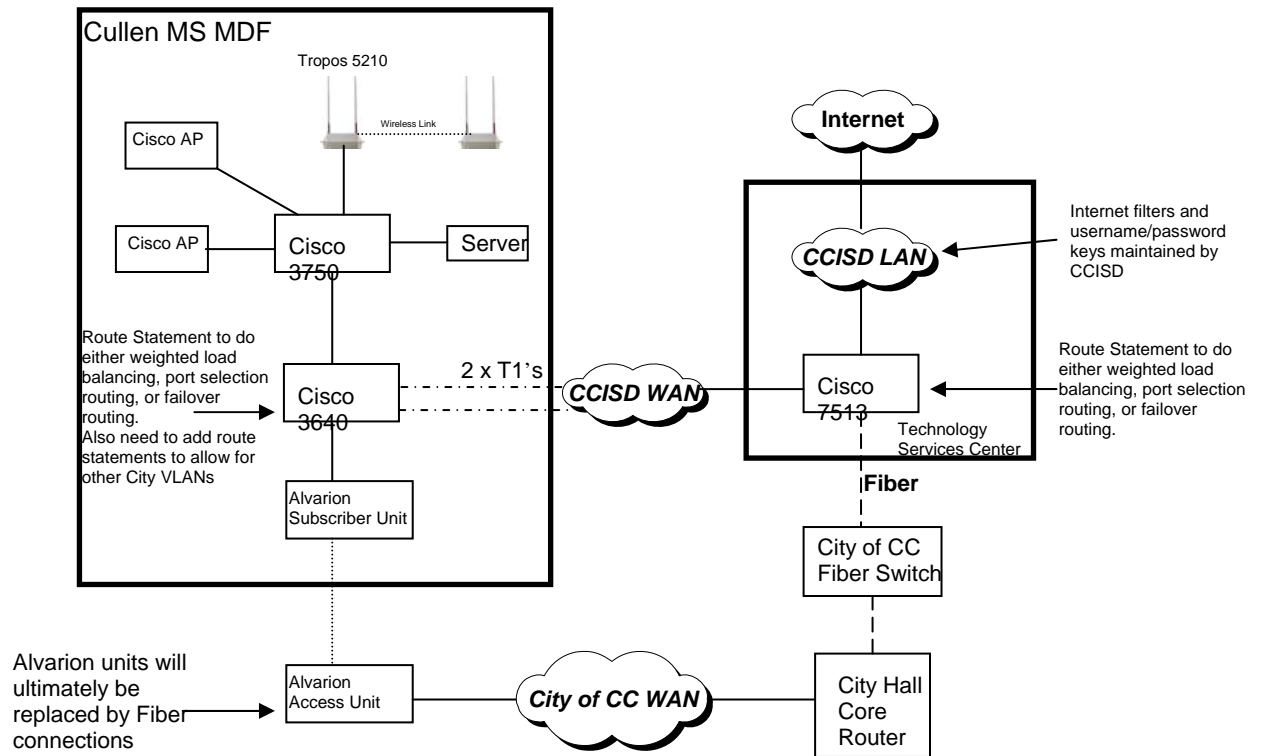 Cullen MS MDF
Tropos 5210
Wireless Link
Cisco AP
Cisco AP
Cisco
3750
Server
Route Statement to do
either weighted load
balancing, port selection
routing, or failover
routing.
Also need to add route
statements to allow for
other City VLANs
Cisco
3640
2 x T1's
CCISD WAN
Alvarion
Subscriber Unit
Internet
CCISD LAN
Internet filters and
username/password
keys maintained by
CCISD
Cisco
7513
Technology
Services Center
Route Statement to do
either weighted load
balancing, port selection
routing, or failover
routing.
Fiber
City of CC
Fiber Switch
Alvarion units will
ultimately be
replaced by Fiber
connections
Alvarion
Access Unit
City of CC WAN
City Hall
Core
Router